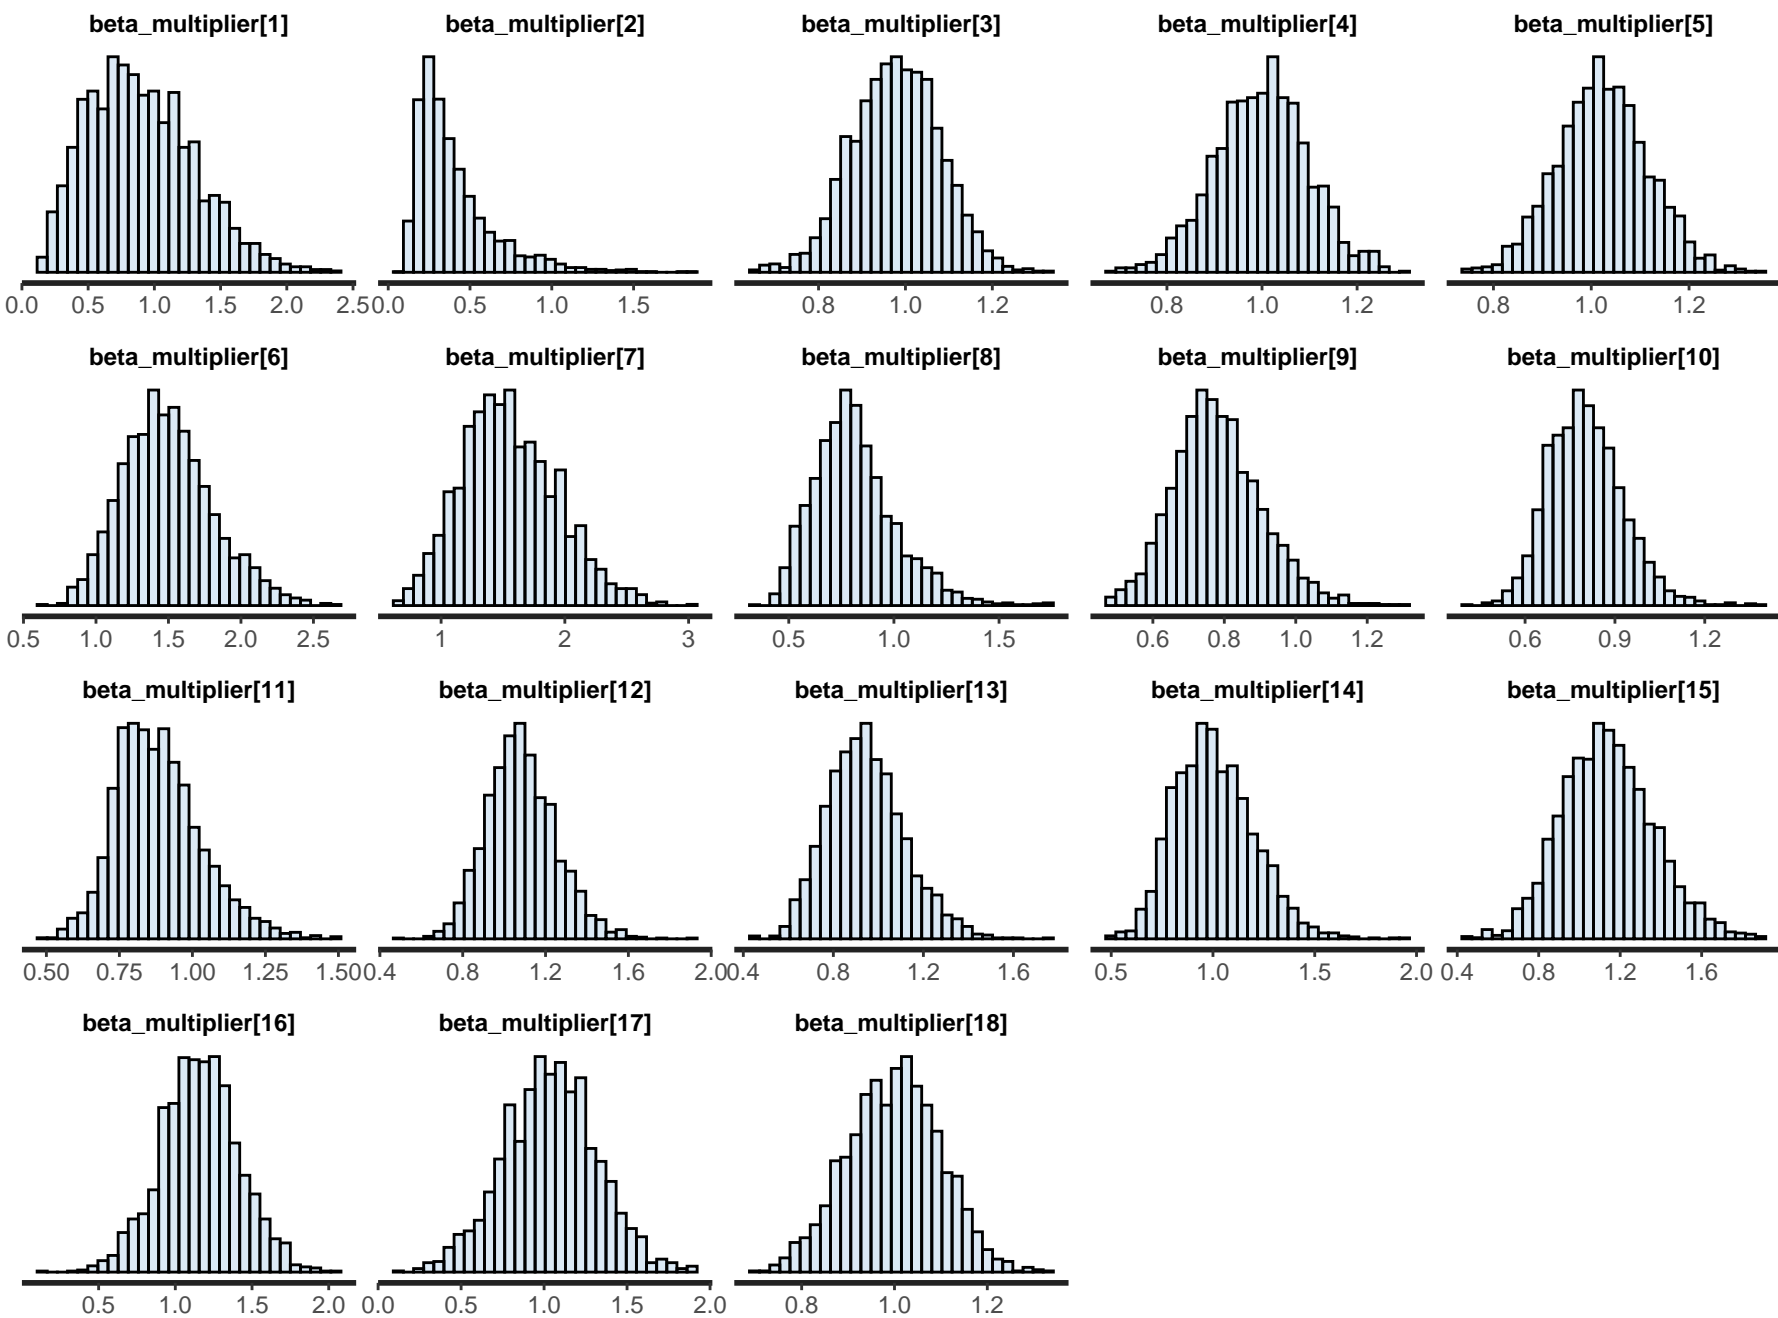 beta_multiplier[1] beta_multiplier[2] beta_multiplier[3] beta_multiplier[4] beta_multiplier[5]
0.0 0.5 1.0 1.5 2.0 2.5 0.0 0.5 1.0 1.5 0.8 1.0 1.2 0.8 1.0 1.2 0.8 1.0 1.2
beta_multiplier[6] beta_multiplier[7] beta_multiplier[8] beta_multiplier[9] beta_multiplier[10]
0.5 1.0 1.5 2.0 2.5 1 2 3 0.5 1.0 1.5 0.6 0.8 1.0 1.2 0.6 0.9 1.2
beta_multiplier[11] beta_multiplier[12] beta_multiplier[13] beta_multiplier[14] beta_multiplier[15]
0.50 0.75 1.00 1.25 1.50 0.4 0.8 1.2 1.6 2.0 0.4 0.8 1.2 1.6 0.5 1.0 1.5 2.0 0.4 0.8 1.2 1.6
beta_multiplier[16] beta_multiplier[17] beta_multiplier[18]
0.5 1.0 1.5 2.0 0.0 0.5 1.0 1.5 2.0 0.8 1.0 1.2